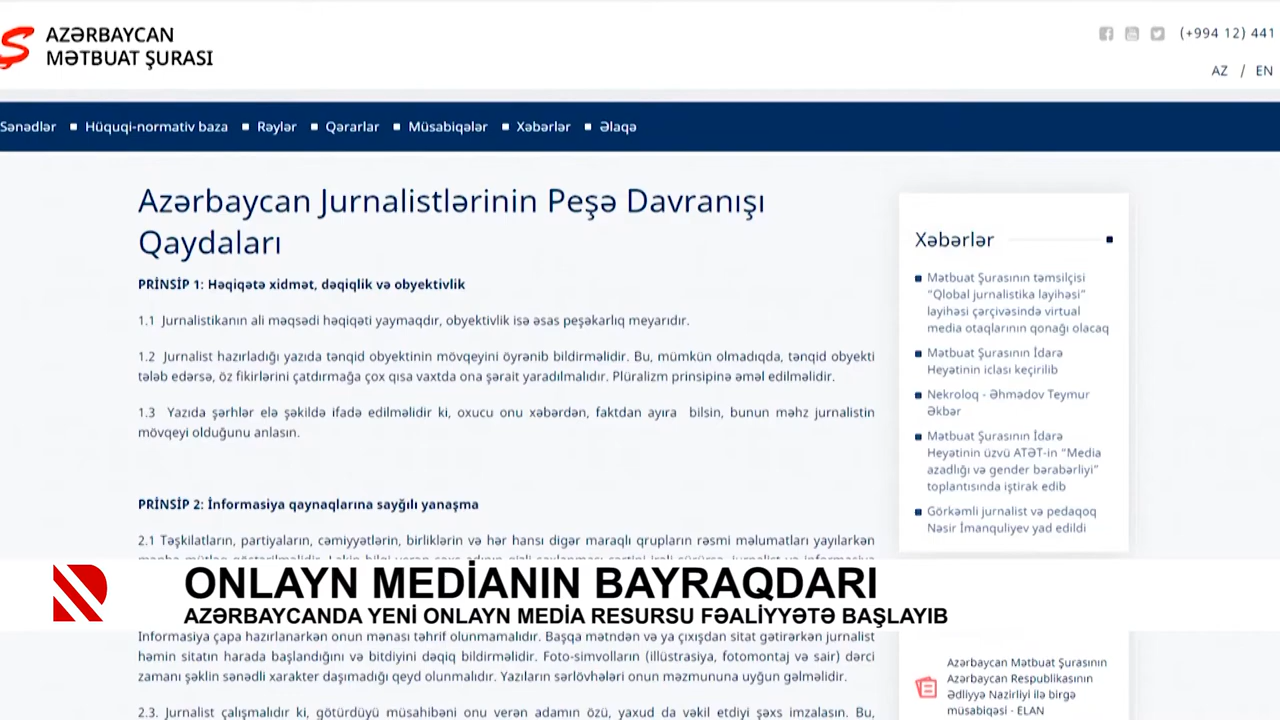 Ş AZƏRBAYCAN
MƏTBUAT ŞURASI
(+994 12) 441
AZ / EN
Sənədlər Hüquqi-normativ baza Rəylər Qərarlar Müsabiqələr Xəbərlər Əlaqə
Azərbaycan Jurnalistlərinin Peşə Davranışı
Qaydaları
PRİNSİP 1: Həqiqətə xidmət, dəqiqlik və obyektivlik
1.1 Jurnalistikanın ali məqsədi həqiqəti yaymaqdır, obyektivlik isə əsas peşəkarlıq meyarıdır.
1.2 Jurnalist hazırladığı yazıda tənqid obyektinin mövqeyini öyrənib bildirməlidir. Bu, mümkün olmadıqda, tənqid obyekti
tələb edərsə, öz fikirlərini çatdırmağa çox qısa vaxtda ona şərait yaradılmalıdır. Plüralizm prinsipinə əməl edilməlidir.
1.3 Yazıda şərhlər elə şəkildə ifadə edilməlidir ki, oxucu onu xəbərdən, faktdan ayıra bilsin, bunun məhz jurnalistin
mövqeyi olduğunu anlasın.
PRİNSİP 2: İnformasiya qaynaqlarına sayğılı yanaşma
2.1 Təşkilatların, partiyaların, cəmiyyətlərin, birliklərin və hər hansı digər maraqlı qrupların rəsmi məlumatları yayılarkən
Xəbərlər
Mətbuat Şurasının təmsilçisi
"Qlobal jurnalistika layihəsi"
layihəsi çərçivəsində virtual
media otaqlarının qonağı olacaq
Mətbuat Şurasının İdarə
Heyətinin iclası keçirilib
Nekroloq - Əhmədov Teymur
Əkbər
Mətbuat Şurasının İdarə
Heyətinin üzvü ATƏT-in "Media
azadlığı və gender bərabərliyi"
toplantısında iştirak edib
Görkəmli jurnalist və pedaqoq
Nəsir İmanquliyev yad edildi
ONLAYN MEDİANIN BAYRAQDARI
AZƏRBAYCANDA YENİ ONLAYN MEDİA RESURSU FƏALİYYƏTƏ BAŞLAYIB
İnformasiya çapa hazırlanarkən onun mənası təhrif olunmamalıdır. Başqa mətndən və ya çıxışdan sitat gətirərkən jurnalist
həmin sitatın harada başlandığını və bitdiyini dəqiq bildirməlidir. Foto-simvolların (illüstrasiya, fotomontaj və sair) dərci
zamanı şəklin sənədli xarakter daşımadığı qeyd olunmalıdır. Yazıların sərlövhələri onun məzmununa uyğun gəlməlidir.
2.3. Jurnalist çalışmalıdır ki, götürdüyü müsahibəni onu verən adamın özü, yaxud da vəkil etdiyi şəxs imzalasın. Bu,
Azərbaycan Mətbuat Şurasının
Azərbaycan Respublikasının
Ədliyyə Nazirliyi ilə birgə
müsabiqəsi - ELAN